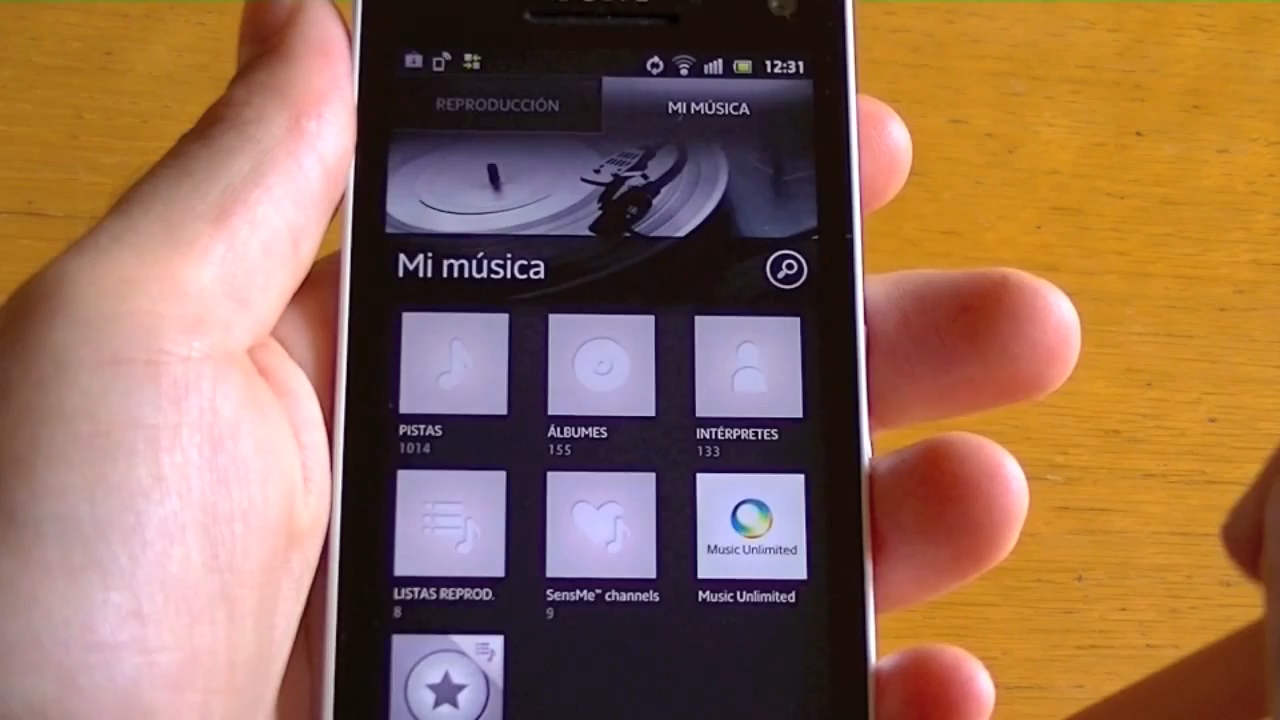 12:31
REPRODUCCIÓN
MI MÚSICA
Mi música
PISTAS
1014
ÁLBUMES
155
INTÉRPRETES
133
Music Unlimited
LISTAS REPROD.
8
SensMe™ channels
9
Music Unlimited